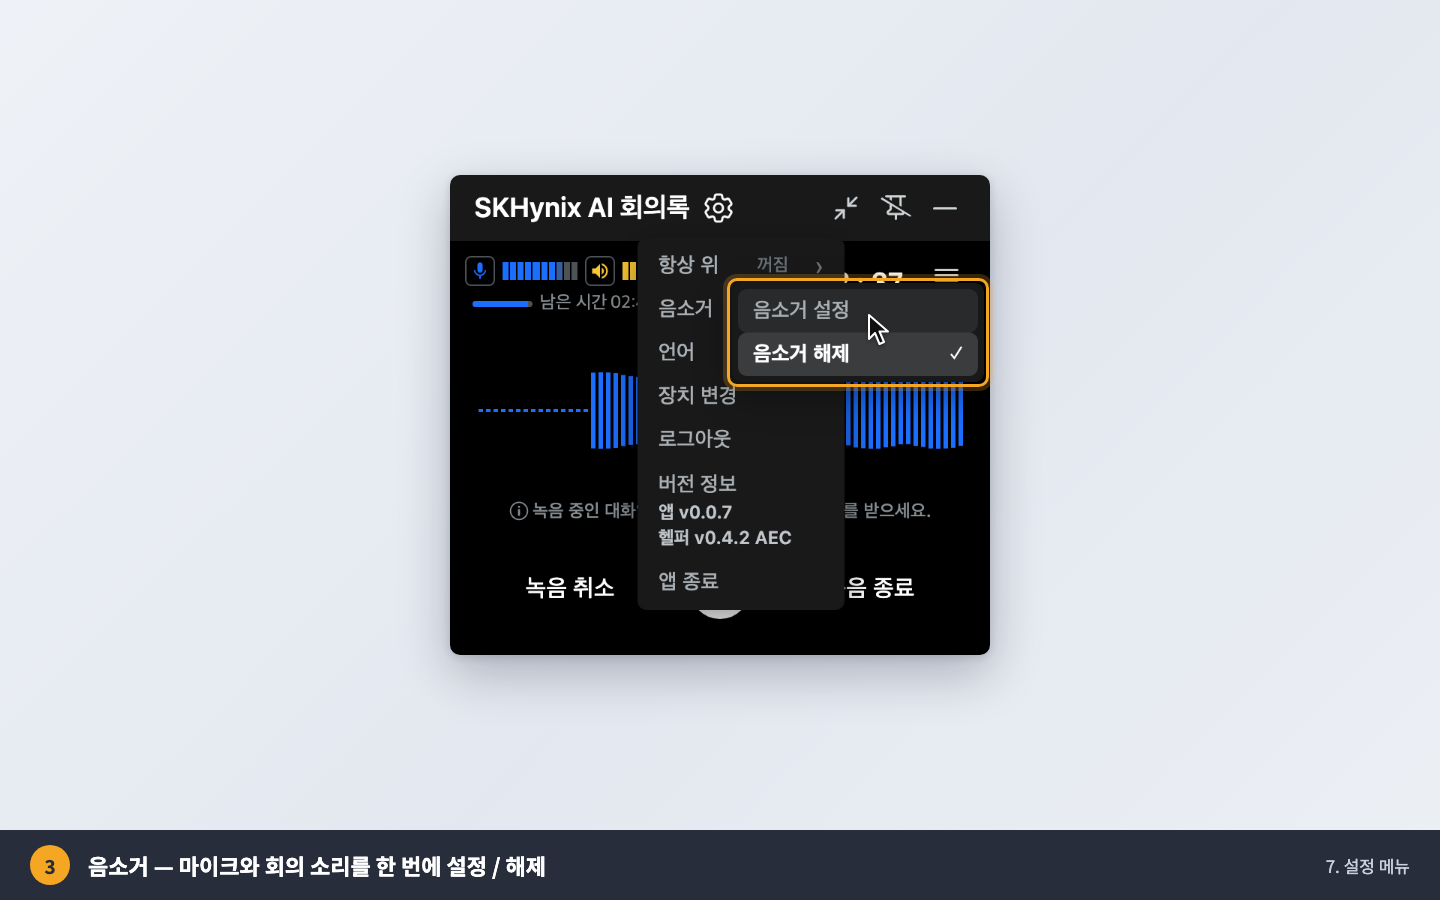 SKHynix AI 회의록
항상 위 꺼짐
남은 시간 02:
음소거
음소거 설정
언어
음소거 해제
장치 변경
로그아웃
버전 정보
앱 v0.0.7
헬퍼 v0.4.2 AEC
녹음 중인 대화 를 받으세요.
앱 종료
녹음 취소 음 종료
3 음소거 — 마이크와 회의 소리를 한 번에 설정 / 해제
7. 설정 메뉴